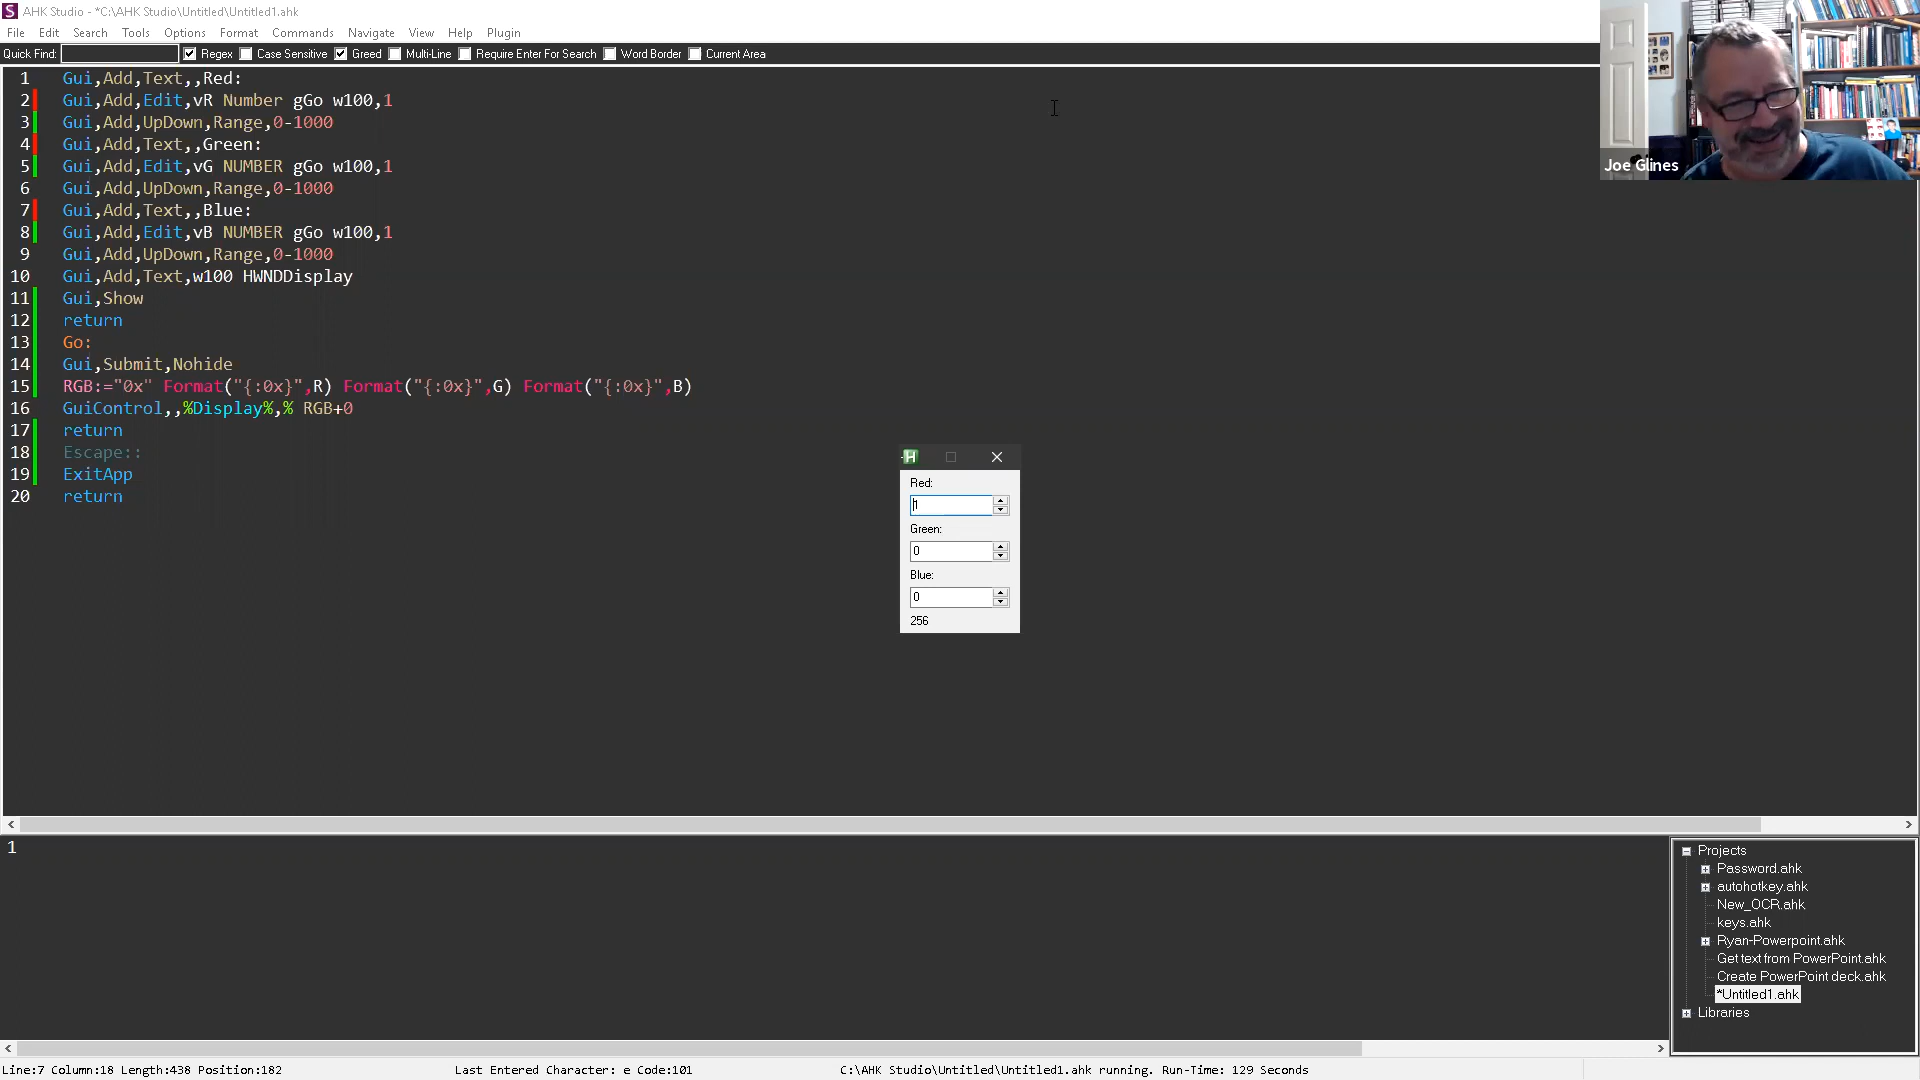 AHK Studio - *C:\AHK Studio\Untitled\Untitled1.ahk
File Edit Search Tools Options Format Commands Navigate View Help Plugin
Quick Find: Regex Case Sensitive Greed Multi-Line Require Enter For Search Word Border Current Area
1 Gui,Add,Text,,Red:
2 Gui,Add,Edit,vR Number gGo w100,1
3 Gui,Add,UpDown,Range,0-1000
4 Gui,Add,Text,,Green:
5 Gui,Add,Edit,vG NUMBER gGo w100,1
6 Gui,Add,UpDown,Range,0-1000
7 Gui,Add,Text,,Blue:
8 Gui,Add,Edit,vB NUMBER gGo w100,1
9 Gui,Add,UpDown,Range,0-1000
10 Gui,Add,Text,w100 HWNDDisplay
11 Gui,Show
12 return
13 Go:
14 Gui,Submit,Nohide
15 RGB:="0x" Format("{:0x}",R) Format("{:0x}",G) Format("{:0x}",B)
16 GuiControl,,%Display%,% RGB+0
17 return
18 Escape::
19 ExitApp
20 return
Joe Glines
H
Red:
1
Green:
0
Blue:
0
256
1
Projects
Password.ahk
autohotkey.ahk
New_OCR.ahk
keys.ahk
Ryan-Powerpoint.ahk
Get text from PowerPoint.ahk
Create PowerPoint deck.ahk
*Untitled1.ahk
Libraries
Line:7 Column:18 Length:438 Position:182 Last Entered Character: e Code:101 C:\AHK Studio\Untitled\Untitled1.ahk running. Run-Time: 129 Seconds